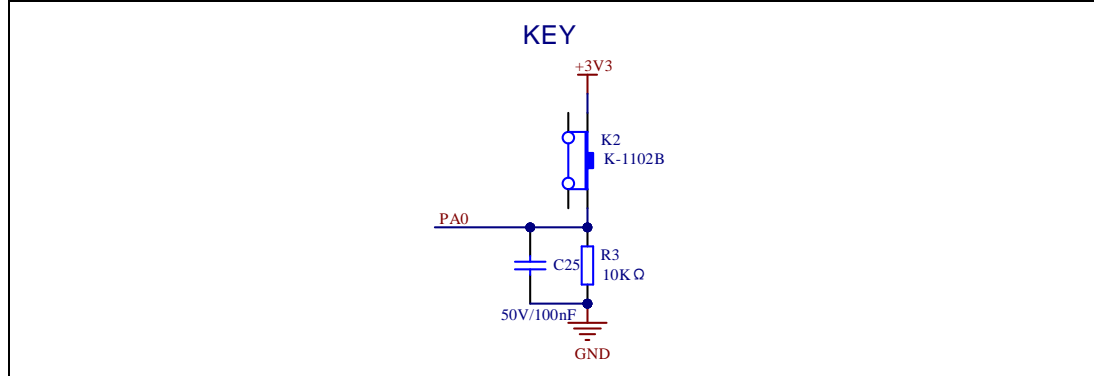 KEY
+3V3
K2
K-1102B
PA0
R3
C25
10KΩ
50V/100nF
GND